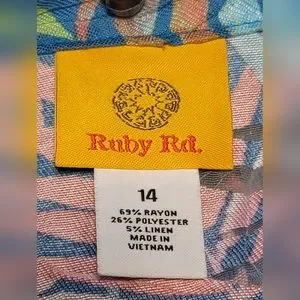 Ruby Rd.
14
69% RAYON
26% POLYESTER
5% LINEN
MADE IN
VIETNAM